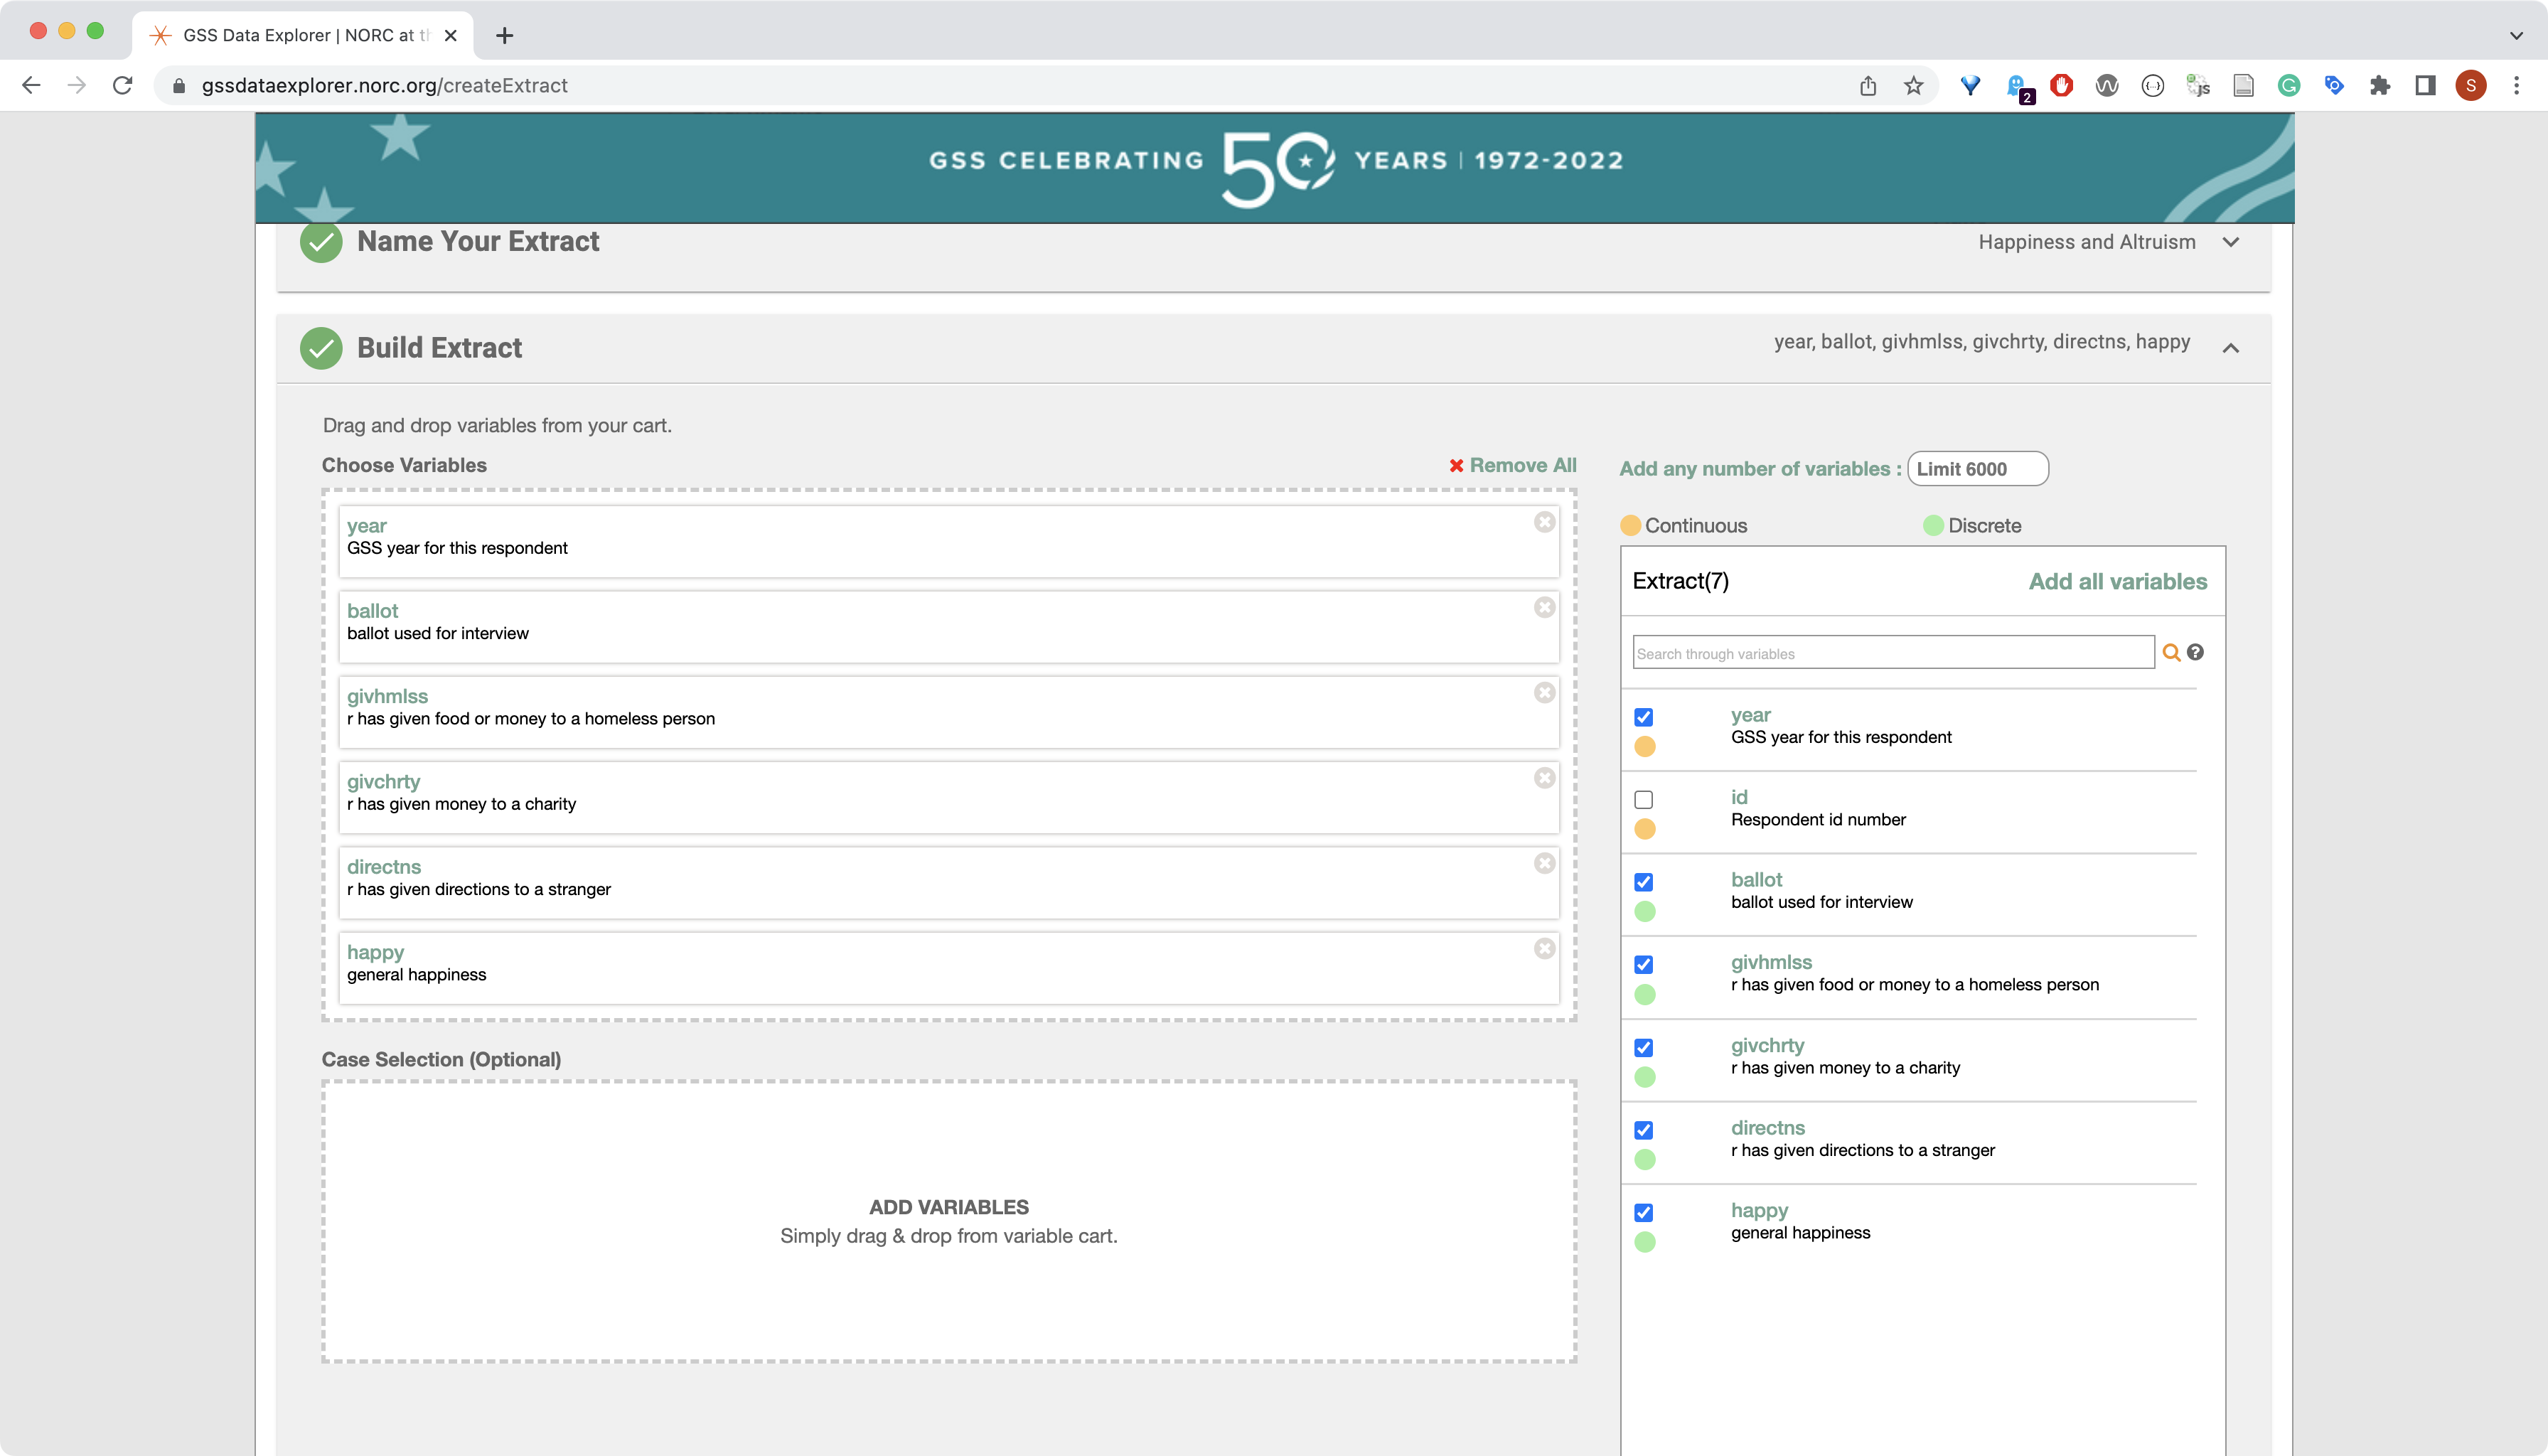 GSS Data Explorer | NORC at th
gssdataexplorer.norc.org/createExtract
2
js
G
S
GSS CELEBRATING 50 YEARS | 1972-2022
Name Your Extract
Happiness and Altruism
Build Extract
year, ballot, givhmlss, givchrty, directns, happy
Drag and drop variables from your cart.
Choose Variables
Remove All
year
GSS year for this respondent
ballot
ballot used for interview
givhmlss
r has given food or money to a homeless person
givchrty
r has given money to a charity
directns
r has given directions to a stranger
happy
general happiness
Case Selection (Optional)
ADD VARIABLES
Simply drag & drop from variable cart.
Add any number of variables : Limit 6000
Continuous
Discrete
Extract(7)
Add all variables
Search through variables
year
GSS year for this respondent
id
Respondent id number
ballot
ballot used for interview
givhmlss
r has given food or money to a homeless person
givchrty
r has given money to a charity
directns
r has given directions to a stranger
happy
general happiness